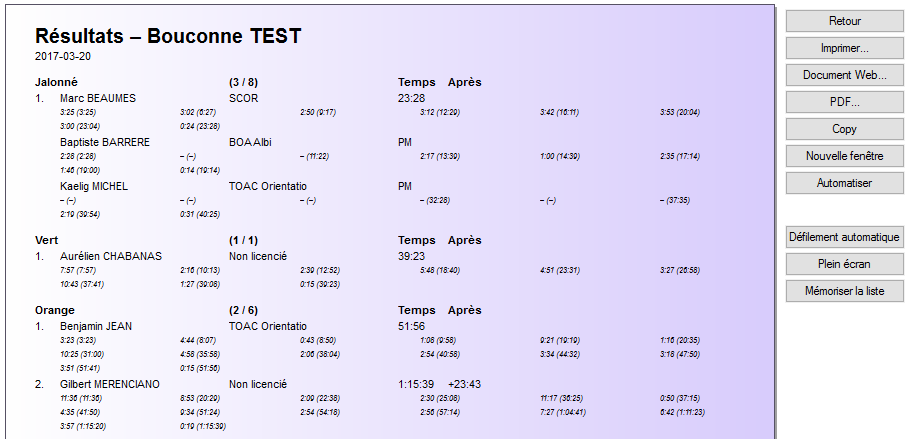 Résultats – Bouconne TEST
2017-03-20
Jalonné (3 / 8) Temps Après
1. Marc BEAUMES SCOR 23:28
3:25 (3:25) 3:02 (6:27) 2:50 (9:17) 3:12 (12:29) 3:42 (16:11) 3:53 (20:04)
3:00 (23:04) 0:24 (23:28)
Baptiste BARRERE BOA Albi PM
2:28 (2:28) – (–) – (11:22) 2:17 (13:39) 1:00 (14:39) 2:35 (17:14)
1:46 (19:00) 0:14 (19:14)
Kaelig MICHEL TOAC Orientatio PM
– (–) – (–) – (–) – (32:28) – (–) – (37:35)
2:19 (39:54) 0:31 (40:25)
Vert (1 / 1) Temps Après
1. Aurélien CHABANAS Non licencié 39:23
7:57 (7:57) 2:16 (10:13) 2:39 (12:52) 5:48 (18:40) 4:51 (23:31) 3:27 (26:58)
10:43 (37:41) 1:27 (39:08) 0:15 (39:23)
Orange (2 / 6) Temps Après
1. Benjamin JEAN TOAC Orientatio 51:56
3:23 (3:23) 4:44 (8:07) 0:43 (8:50) 1:08 (9:58) 9:21 (19:19) 1:16 (20:35)
10:25 (31:00) 4:58 (35:58) 2:06 (38:04) 2:54 (40:58) 3:34 (44:32) 3:18 (47:50)
3:51 (51:41) 0:15 (51:56)
2. Gilbert MERENCIANO Non licencié 1:15:39 +23:43
11:36 (11:36) 8:53 (20:29) 2:09 (22:38) 2:30 (25:08) 11:17 (36:25) 0:50 (37:15)
4:35 (41:50) 9:34 (51:24) 2:54 (54:18) 2:56 (57:14) 7:27 (1:04:41) 6:42 (1:11:23)
3:57 (1:15:20) 0:19 (1:15:39)
Retour
Imprimer...
Document Web...
PDF...
Copy
Nouvelle fenêtre
Automatiser
Défilement automatique
Plein écran
Mémoriser la liste